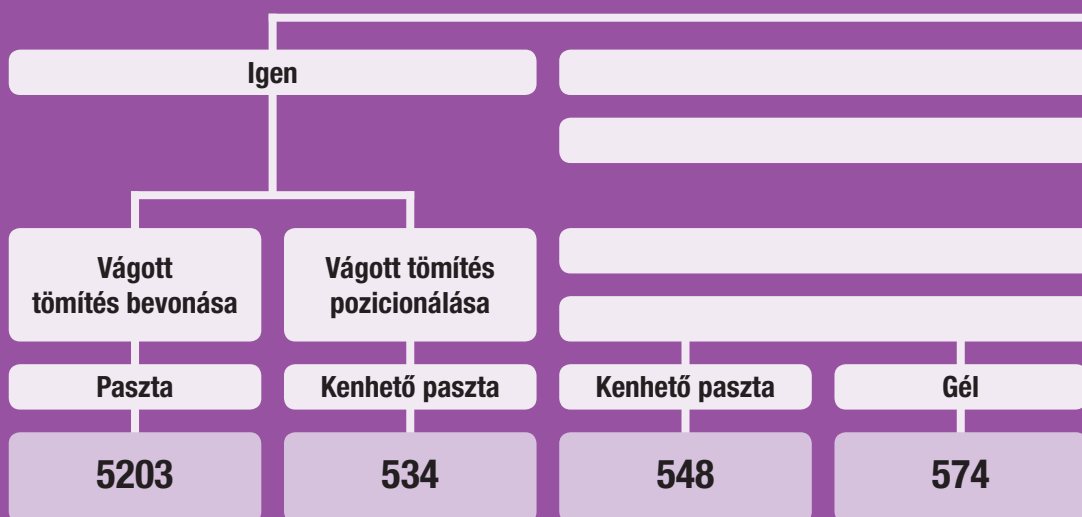 Igen
Vágott
tömítés bevonása
Vágott tömítés
pozicionálása
Paszta
Kenhető paszta
Kenhető paszta
Gél
5203
534
548
574